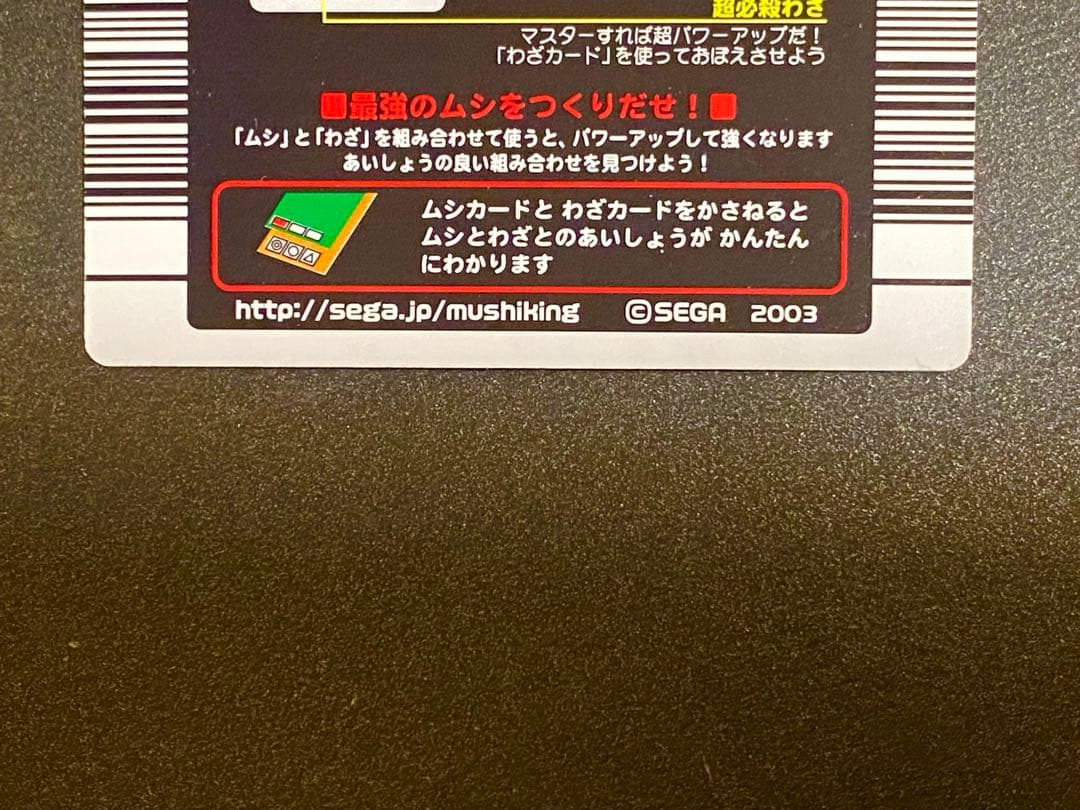 超必殺わざ
マスターすれば超パワーアップだ！
「わざカード」を使っておぼえさせよう
最強のムシをつくりだせ！
「ムシ」と「わざ」を組み合わせて使うと、パワーアップして強くなります
あいしょうの良い組み合わせを見つけよう！
ムシカードと わざカードをかさねると
ムシとわざとのあいしょうが かんたん
にわかります
http://sega.jp/mushiking ©SEGA 2003